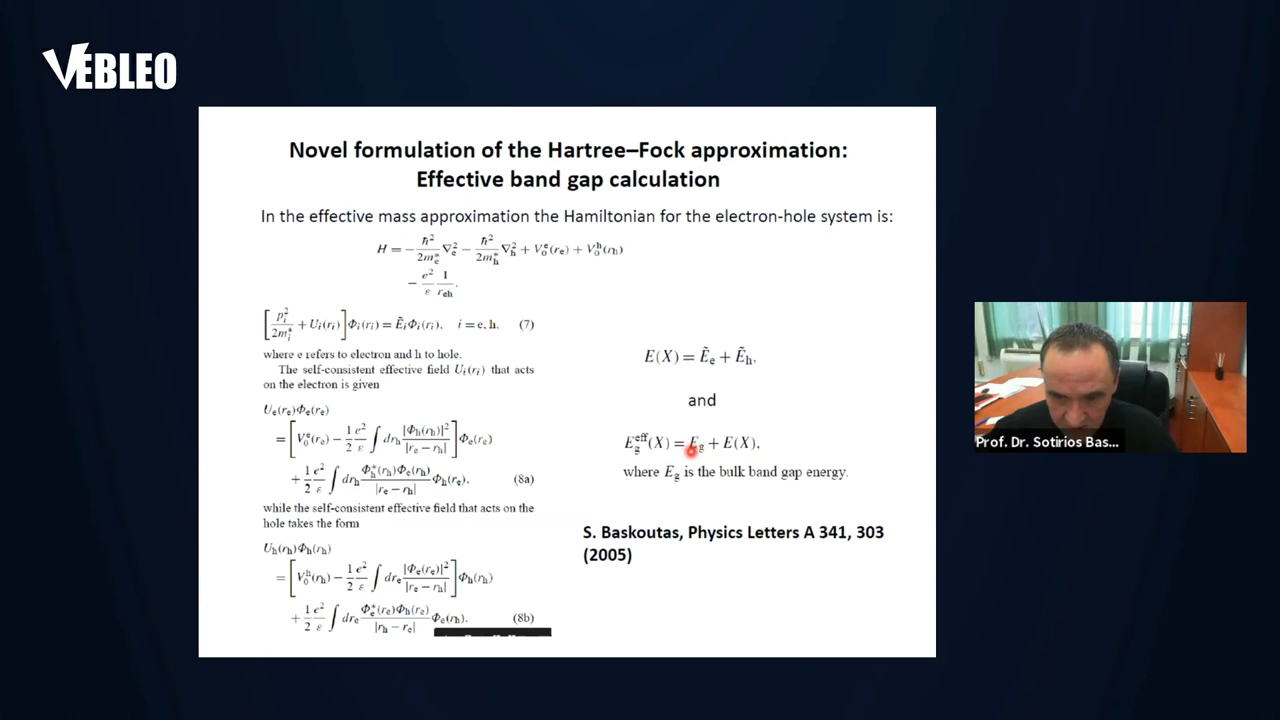 VEBLEO
Novel formulation of the Hartree–Fock approximation:
Effective band gap calculation
In the effective mass approximation the Hamiltonian for the electron-hole system is:
H = − ħ²/2m*ₑ ∇²ₑ − ħ²/2m*ₕ ∇²ₕ + V₀ᵉ(rₑ) + V₀ʰ(rₕ)
− e²/ε 1/rₑₕ.
[pᵢ²/2mᵢ* + Uᵢ(rᵢ)]Φᵢ(rᵢ) = Ẽᵢ Φᵢ(rᵢ), i = e, h, (7)
where e refers to electron and h to hole.
The self-consistent effective field Uᵢ(rᵢ) that acts
on the electron is given
Uₑ(rₑ)Φₑ(rₑ)
= [V₀ᵉ(rₑ) − 1/2 e²/ε ∫ drₕ |Φₕ(rₕ)|²/|rₑ − rₕ|] Φₑ(rₑ)
+ 1/2 e²/ε ∫ drₕ Φₕ*(rₕ)Φₑ(rₕ)/|rₑ − rₕ| Φₕ(rₑ), (8a)
while the self-consistent effective field that acts on the
hole takes the form
Uₕ(rₕ)Φₕ(rₕ)
= [V₀ʰ(rₕ) − 1/2 e²/ε ∫ drₑ |Φₑ(rₑ)|²/|rₑ − rₕ|] Φₕ(rₕ)
+ 1/2 e²/ε ∫ drₑ Φₑ*(rₑ)Φₕ(rₑ)/|rₕ − rₑ| Φₑ(rₕ). (8b)
E(X) = Ẽₑ + Ẽₕ,
and
E_g^eff(X) = E_g + E(X),
where E_g is the bulk band gap energy.
S. Baskoutas, Physics Letters A 341, 303
(2005)
Prof. Dr. Sotirios Bas...